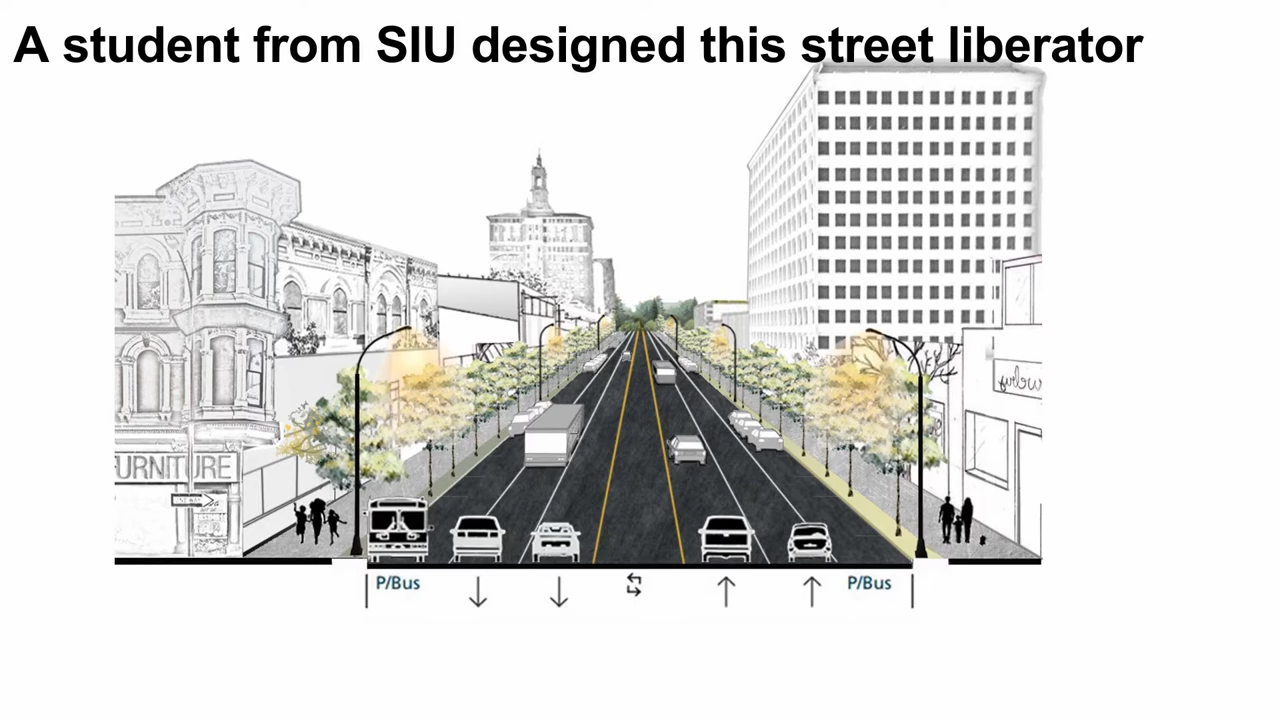 A student from SIU designed this street liberator
URNITURE
P/Bus
P/Bus